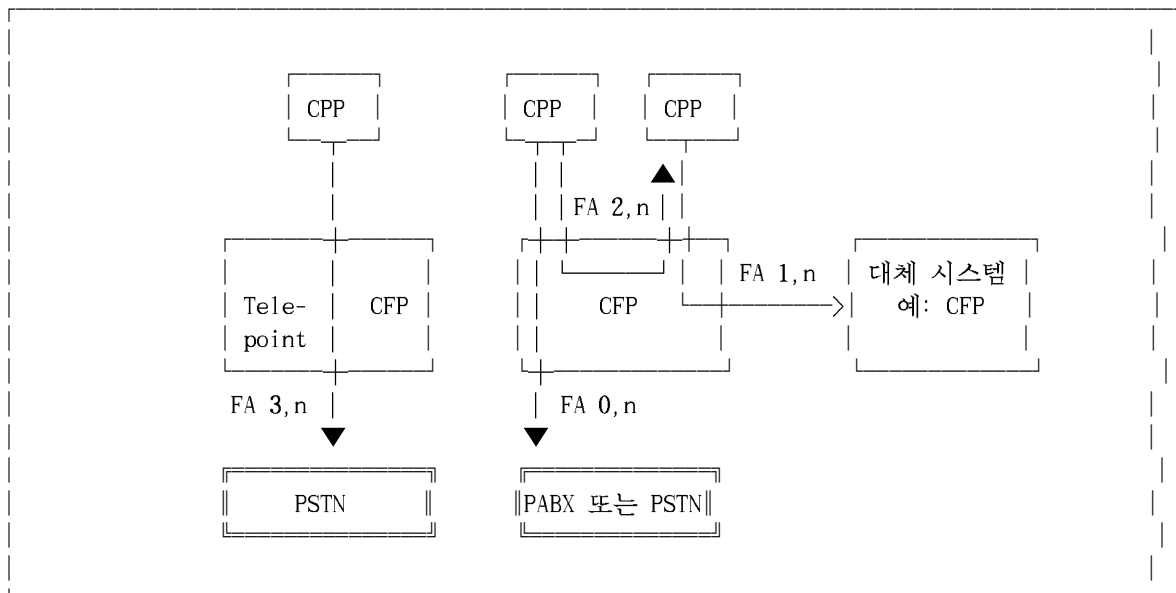 CPP CPP CPP
FA 2,n
FA 1,n 대체 시스템
Tele- CFP CFP 예: CFP
point
FA 3,n FA 0,n
PSTN PABX 또는 PSTN